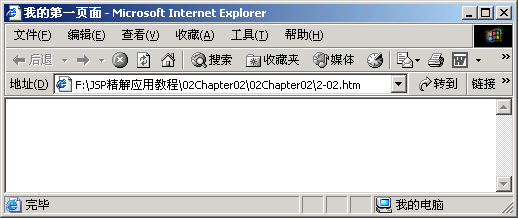 我的第一页面 - Microsoft Internet Explorer
文件(F) 编辑(E) 查看(V) 收藏(A) 工具(T) 帮助(H)
后退 搜索 收藏夹 媒体 W »
地址(D) F:\JSP精解应用教程\02Chapter02\02Chapter02\2-02.htm 转到 链接 »
完毕 我的电脑